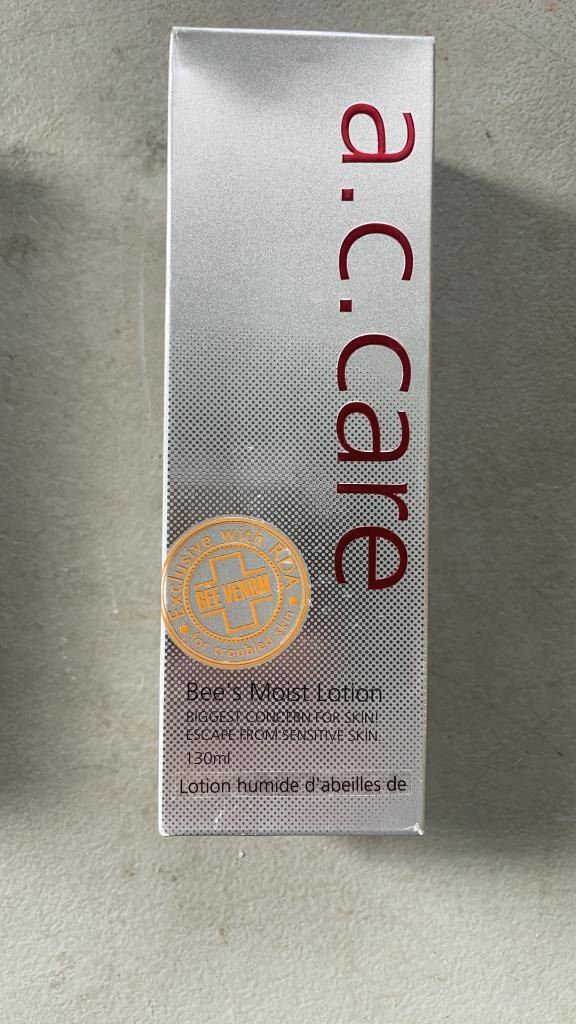 a.c.care
Exclusive with RDA
BEE VENOM
for troubled skin
Bee's Moist Lotion
BIGGEST CONCERN FOR SKIN!
ESCAPE FROM SENSITIVE SKIN.
130ml
Lotion humide d'abeilles de